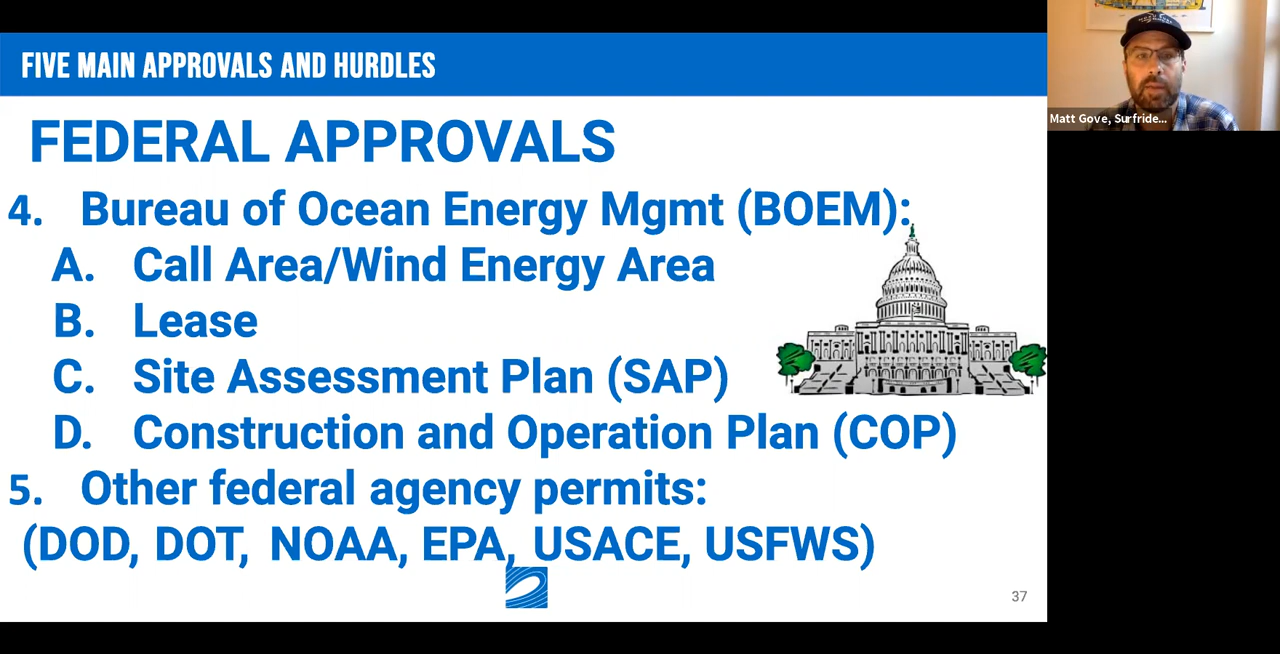 FIVE MAIN APPROVALS AND HURDLES
FEDERAL APPROVALS
4. Bureau of Ocean Energy Mgmt (BOEM):
A. Call Area/Wind Energy Area
B. Lease
C. Site Assessment Plan (SAP)
D. Construction and Operation Plan (COP)
5. Other federal agency permits:
(DOD, DOT, NOAA, EPA, USACE, USFWS)
37
Matt Gove, Surfride...